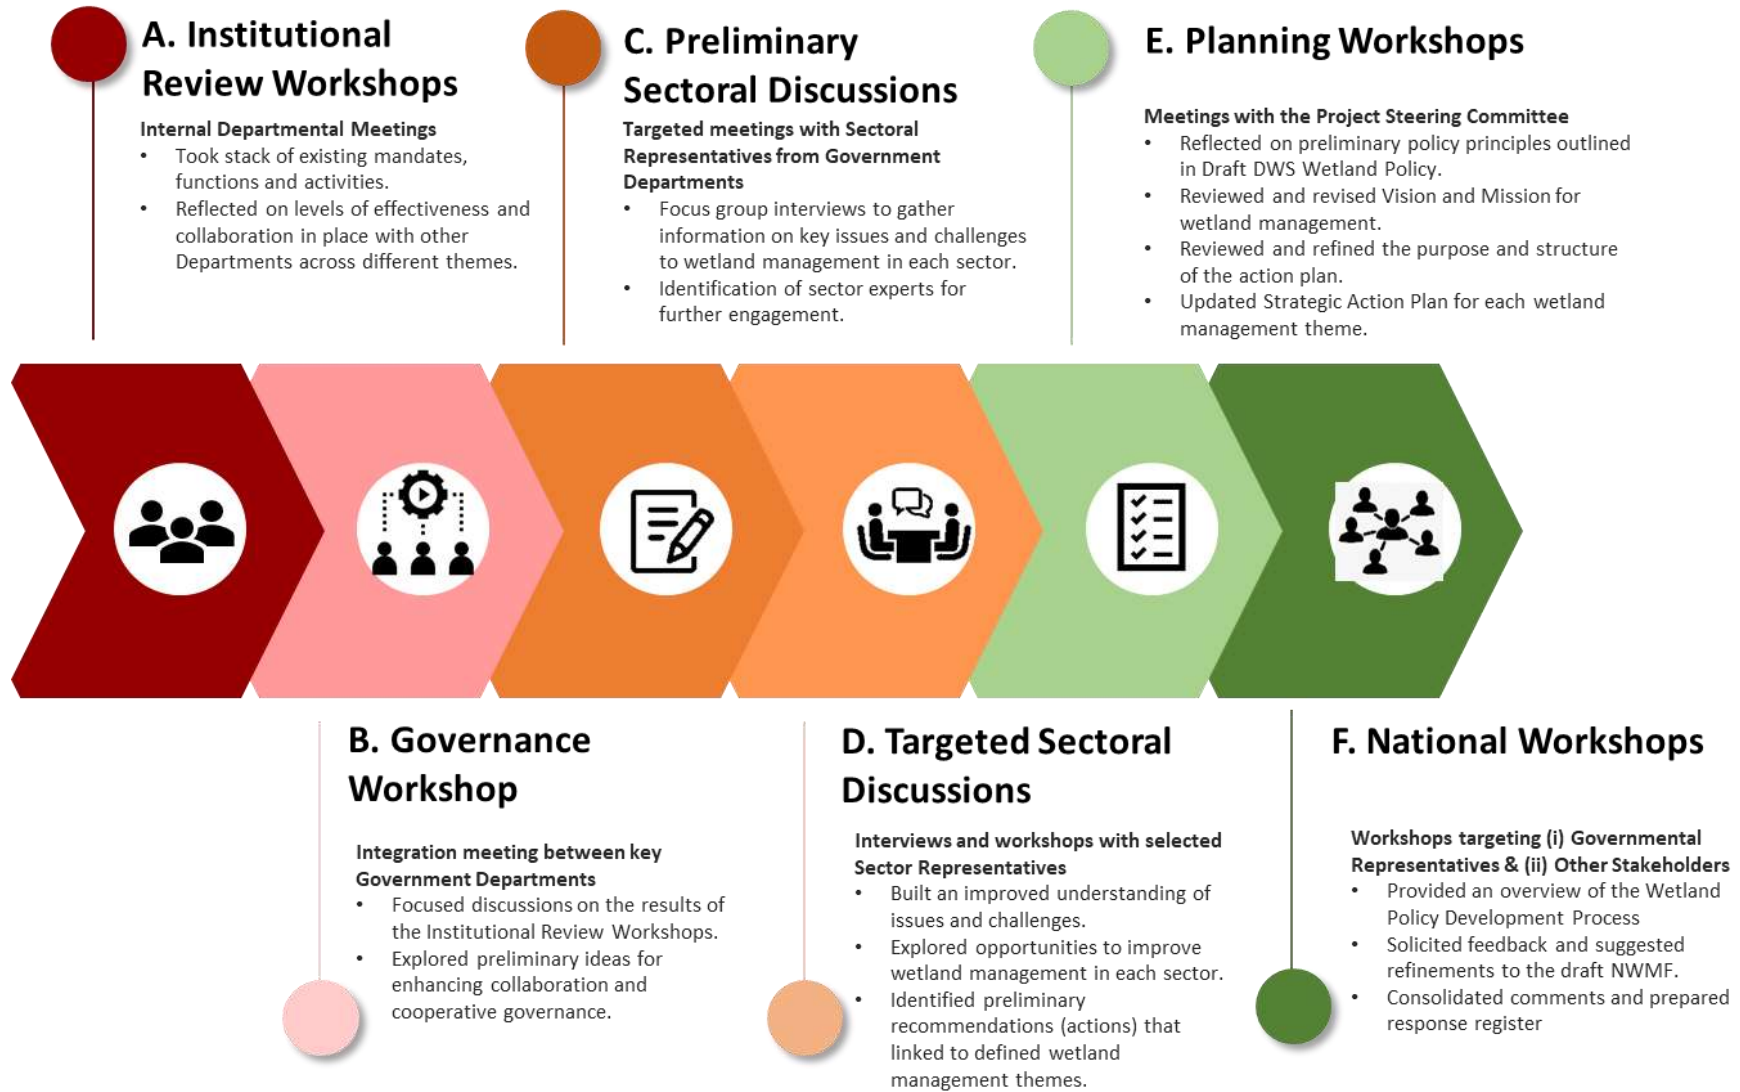 A. Institutional
Review Workshops
Internal Departmental Meetings
• Took stack of existing mandates,
functions and activities.
• Reflected on levels of effectiveness and
collaboration in place with other
Departments across different themes.
C. Preliminary
Sectoral Discussions
Targeted meetings with Sectoral
Representatives from Government
Departments
• Focus group interviews to gather
information on key issues and challenges
to wetland management in each sector.
• Identification of sector experts for
further engagement.
E. Planning Workshops
Meetings with the Project Steering Committee
• Reflected on preliminary policy principles outlined
in Draft DWS Wetland Policy.
• Reviewed and revised Vision and Mission for
wetland management.
• Reviewed and refined the purpose and structure
of the action plan.
• Updated Strategic Action Plan for each wetland
management theme.
B. Governance
Workshop
Integration meeting between key
Government Departments
• Focused discussions on the results of
the Institutional Review Workshops.
• Explored preliminary ideas for
enhancing collaboration and
cooperative governance.
D. Targeted Sectoral
Discussions
Interviews and workshops with selected
Sector Representatives
• Built an improved understanding of
issues and challenges.
• Explored opportunities to improve
wetland management in each sector.
• Identified preliminary
recommendations (actions) that
linked to defined wetland
management themes.
F. National Workshops
Workshops targeting (i) Governmental
Representatives & (ii) Other Stakeholders
• Provided an overview of the Wetland
Policy Development Process
• Solicited feedback and suggested
refinements to the draft NWMF.
• Consolidated comments and prepared
response register